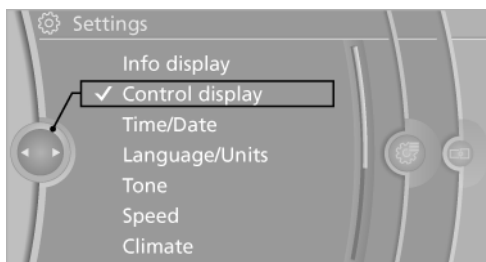 Settings
Info display
Control display
Time/Date
Language/Units
Tone
Speed
Climate